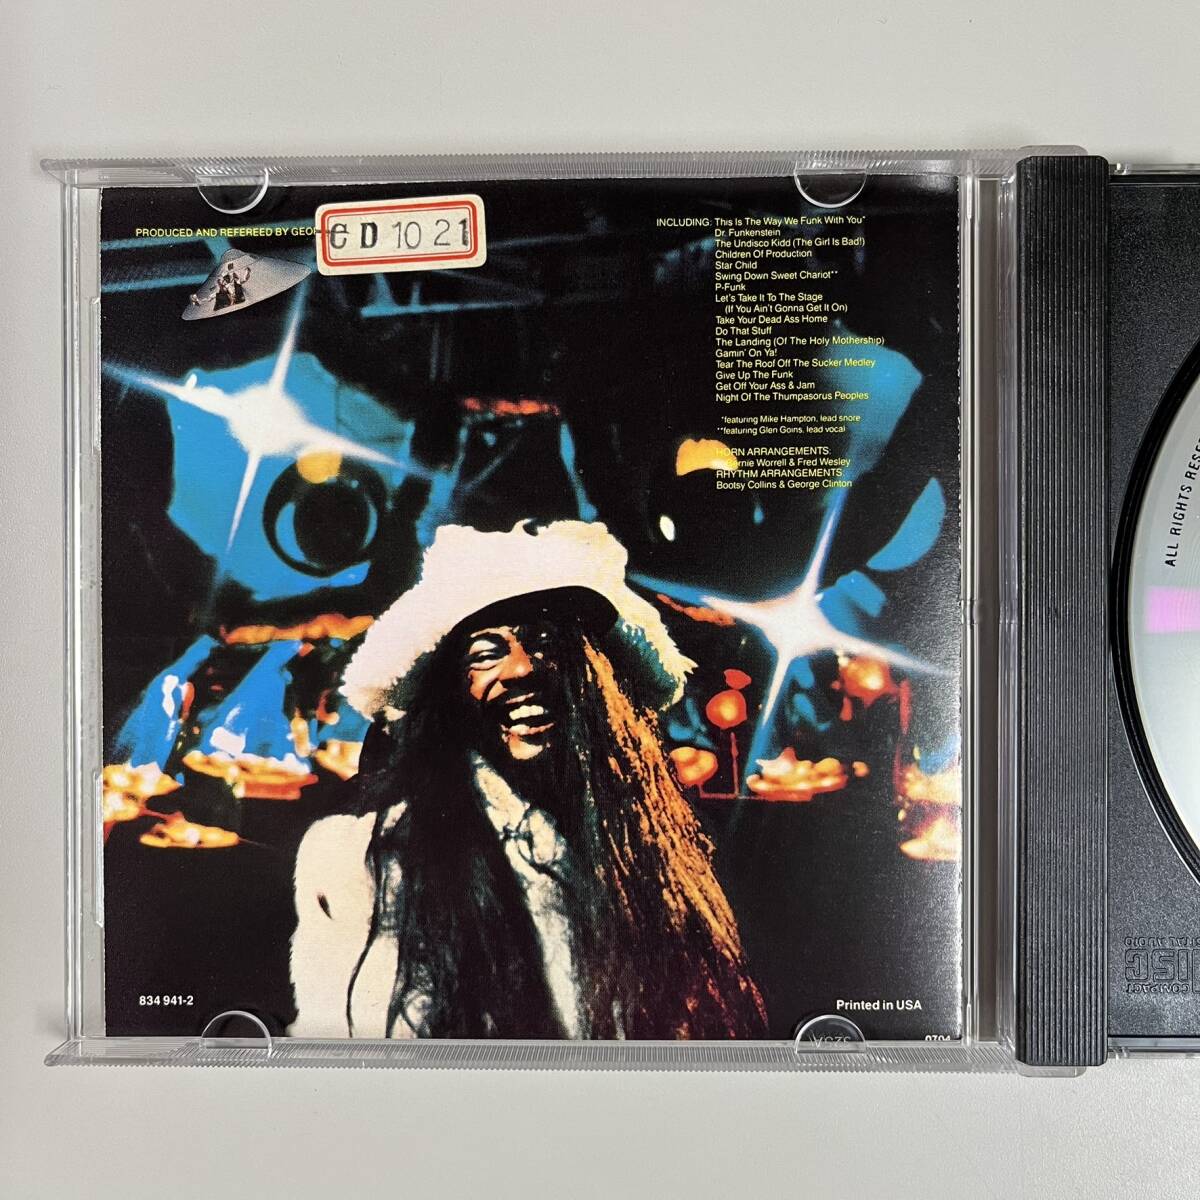 PRODUCED AND REFEREED BY GEO
CD 10 21
INCLUDING: This Is The Way We Funk With You*
Dr. Funkenstein
The Undisco Kidd (The Girl Is Bad!)
Children Of Production
Star Child
Swing Down Sweet Chariot**
P-Funk
Let's Take It To The Stage
(If You Ain't Gonna Get It On)
Take Your Dead Ass Home
Do That Stuff
The Landing (Of The Holy Mothership)
Gamin' On Ya!
Tear The Roof Off The Sucker Medley
Give Up The Funk
Get Off Your Ass & Jam
Night Of The Thumpasorus Peoples
*featuring Mike Hampton, lead snore
**featuring Glen Goins, lead vocal
HORN ARRANGEMENTS:
Bernie Worrell & Fred Wesley
RHYTHM ARRANGEMENTS:
Bootsy Collins & George Clinton
834 941-2
Printed in USA
ALL RIGHTS RESE